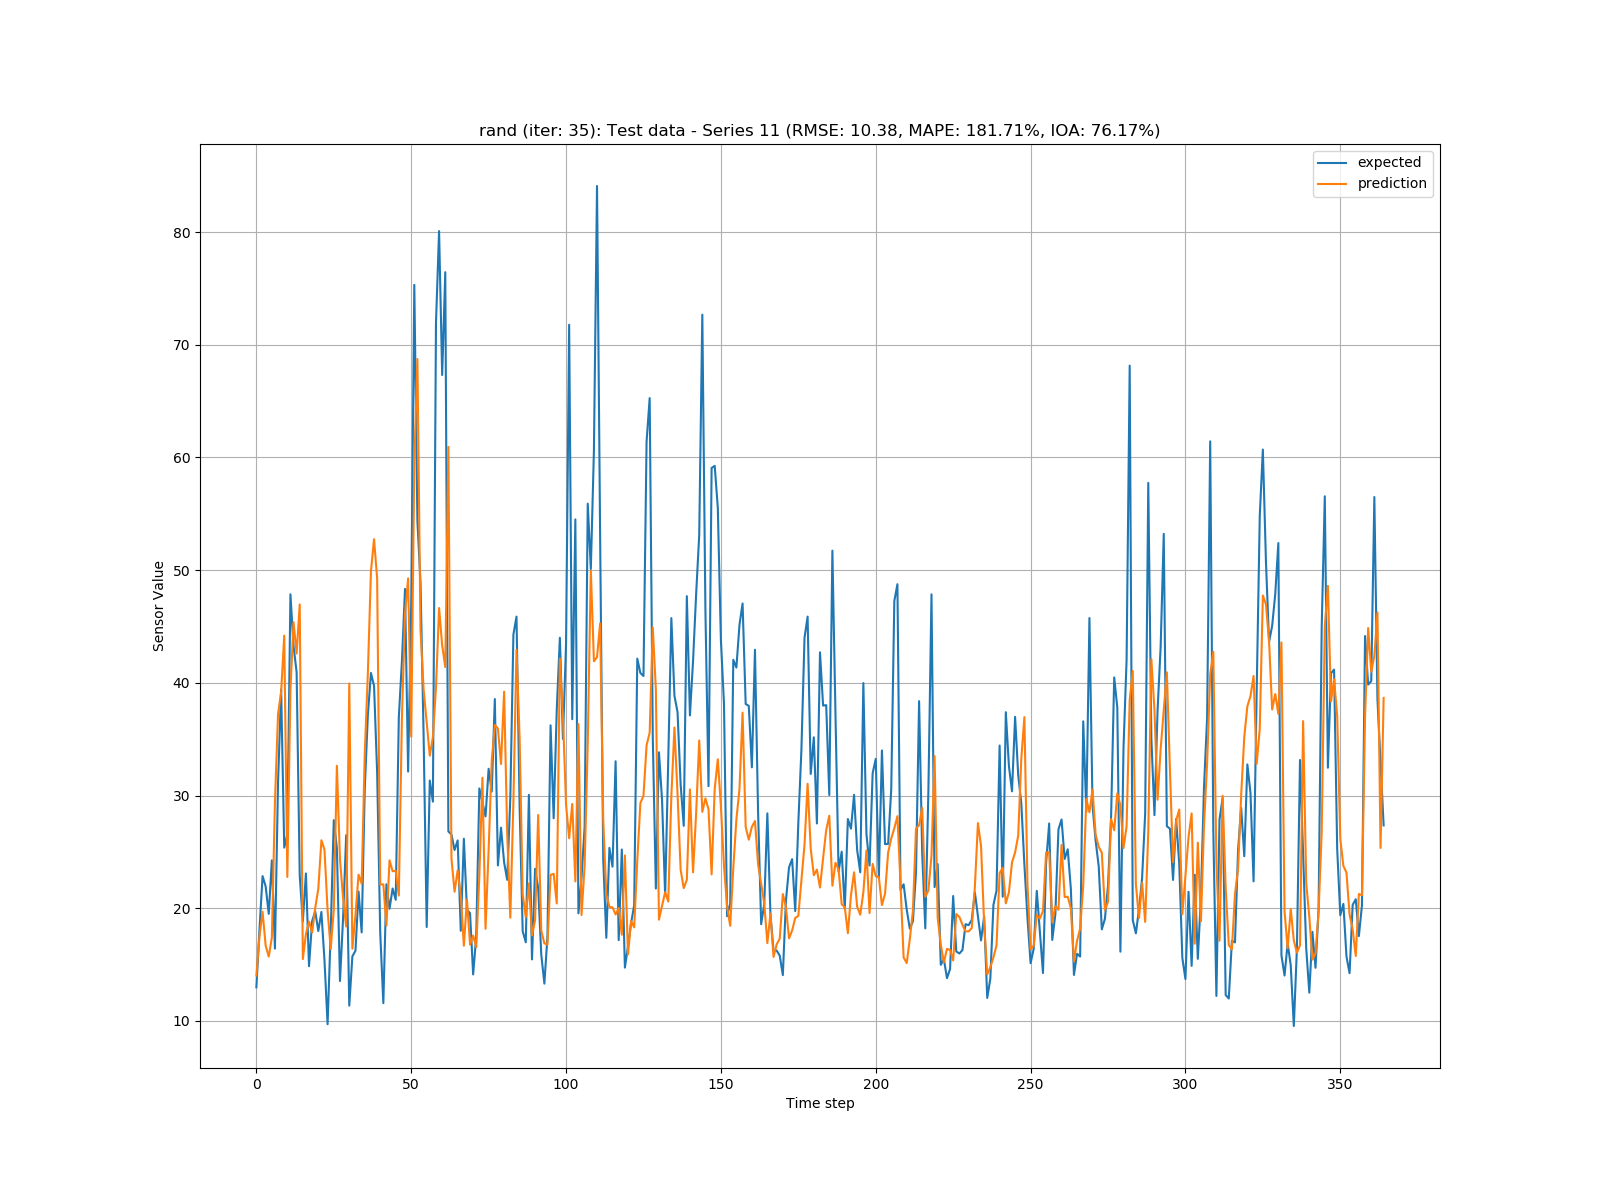 rand (iter: 35): Test data - Series 11 (RMSE: 10.38, MAPE: 181.71%, IOA: 76.17%)
expected
prediction
80
70
60
50
40
30
20
10
Sensor Value
0 50 100 150 200 250 300 350
Time step